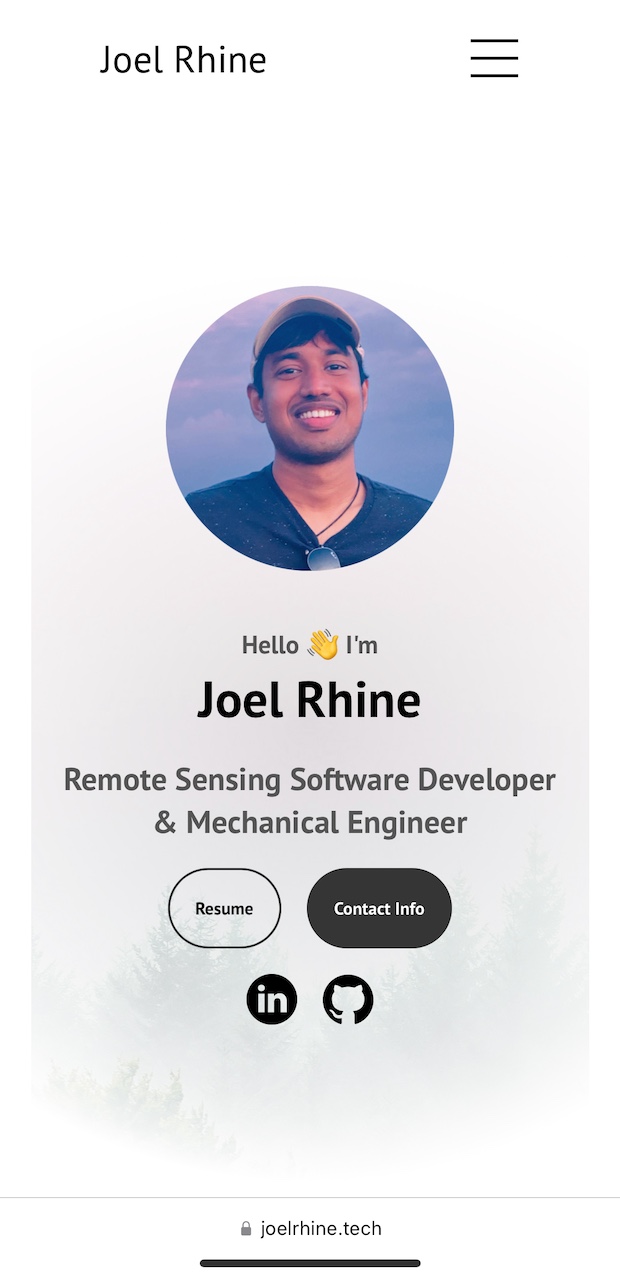 Joel Rhine
Hello 👋 I'm
Joel Rhine
Remote Sensing Software Developer
& Mechanical Engineer
Resume Contact Info
in
joelrhine.tech